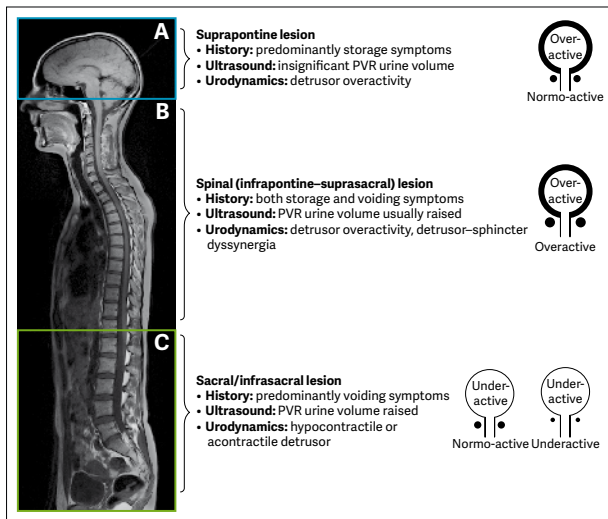 A
Suprapontine lesion
• History: predominantly storage symptoms
• Ultrasound: insignificant PVR urine volume
• Urodynamics: detrusor overactivity
Over-
active
Normo-active
B
Spinal (infrapontine–suprasacral) lesion
• History: both storage and voiding symptoms
• Ultrasound: PVR urine volume usually raised
• Urodynamics: detrusor overactivity, detrusor–sphincter
dyssynergia
Over-
active
Overactive
C
Sacral/infrasacral lesion
• History: predominantly voiding symptoms
• Ultrasound: PVR urine volume raised
• Urodynamics: hypocontractile or
acontractile detrusor
Under-
active
Normo-active
Under-
active
Underactive